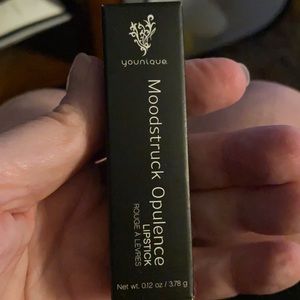 younique
Moodstruck Opulence
LIPSTICK
ROUGE À LÈVRES
Net wt. 0.12 oz / 3.78 g